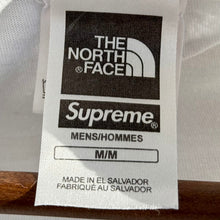 THE
NORTH
FACE
Supreme®
MENS/HOMMES
M/M
MADE IN EL SALVADOR
FABRIQUÉ AU SALVADOR